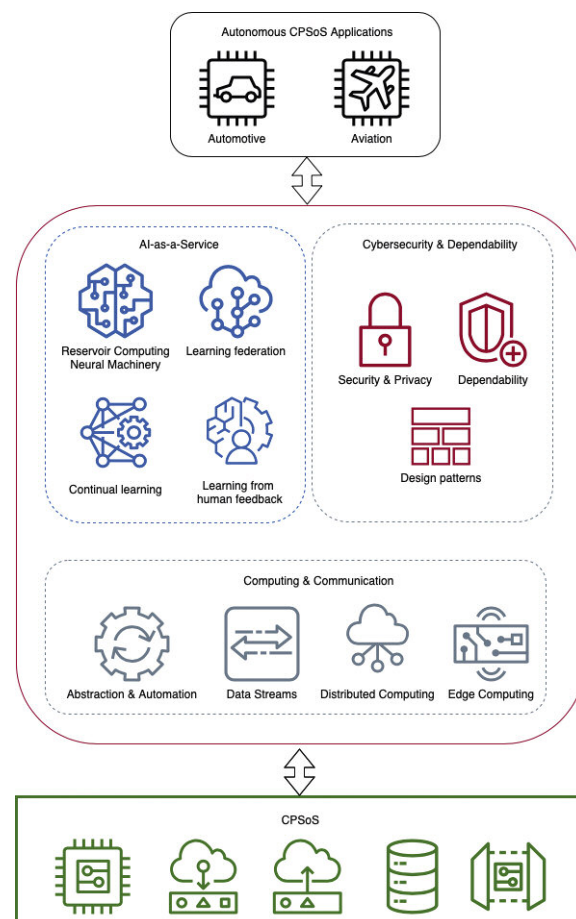 Autonomous CPSoS Applications
Automotive
Aviation
AI-as-a-Service
Reservoir Computing
Neural Machinery
Learning federation
Continual learning
Learning from
human feedback
Cybersecurity & Dependability
Security & Privacy
Dependability
Design patterns
Computing & Communication
Abstraction & Automation
Data Streams
Distributed Computing
Edge Computing
CPSoS